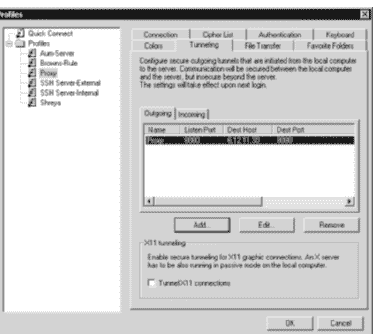 Profiles
Quick Connect
Profiles
Auro-Server
Browns-Rule
Proxy
SSH Server-External
SSH Server-Internal
Shreya
Connection
Cipher List
Authentication
Keyboard
Colors
Tunneling
File Transfer
Favorite Folders
Configure secure outgoing tunnels that are initiated from the local computer
to the server. Communication will be secured between the local computer
and the server, but insecure beyond the server.
The settings will take effect upon next login.
Outgoing
Incoming
Name
Listen Port
Dest Host
Dest Port
Proxy
Add...
Edit...
Remove
X11 tunneling
Enable secure tunneling for X11 graphic connections. An X server
has to be also running in passive mode on the local computer.
Tunnel X11 connections
OK
Cancel